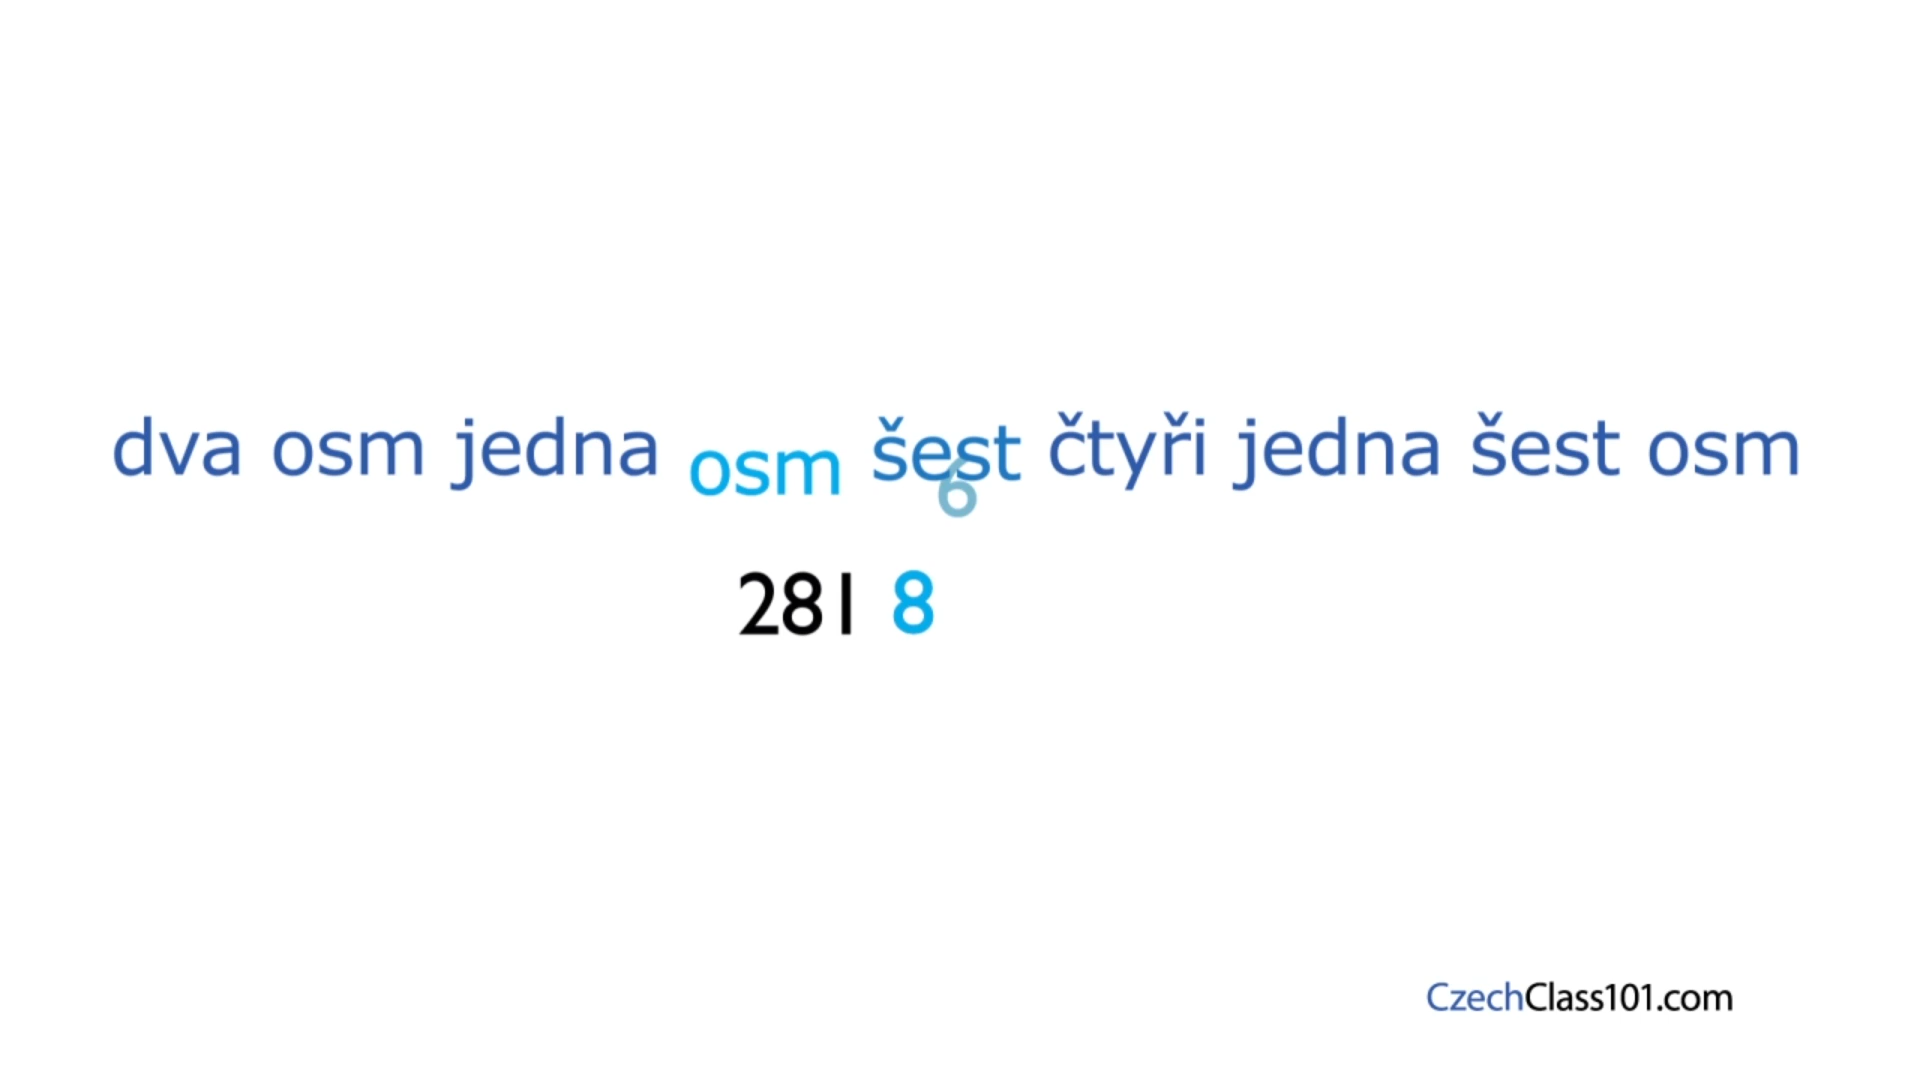 dva osm jedna osm šest čtyři jedna šest osm
6
281 8
CzechClass101.com